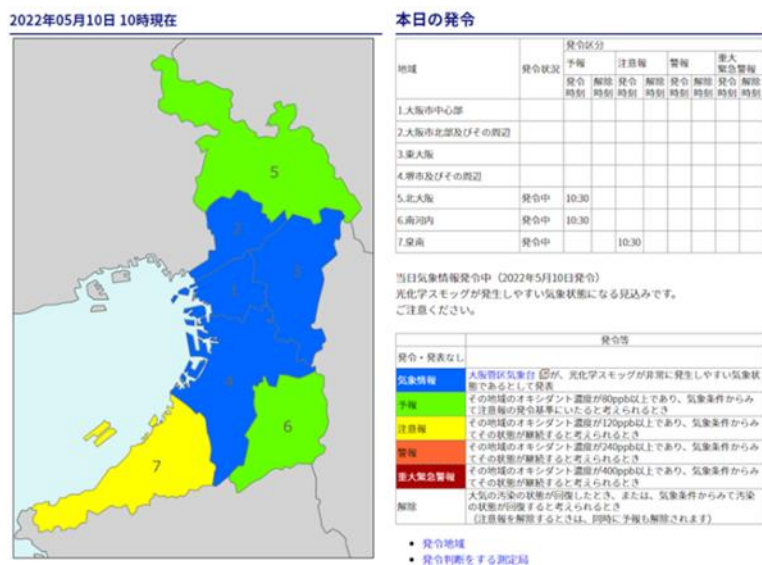 2022年05月10日 10時現在
5
2
3
1
4
6
7
本日の発令
地域 発令状況 発令区分
予報 注意報 警報 重大緊急警報
発令時刻 解除時刻 発令時刻 解除時刻 発令時刻 解除時刻 発令時刻 解除時刻
1.大阪市中心部
2.大阪市北部及びその周辺
3.東大阪
4.堺市及びその周辺
5.北大阪 発令中 10:30
6.南河内 発令中 10:30
7.泉南 発令中 10:30
当日気象情報発令中（2022年5月10日発令）
光化学スモッグが発生しやすい気象状態になる見込みです。
ご注意ください。
発令等
発令・発表なし
気象情報 大阪管区気象台が、光化学スモッグが非常に発生しやすい気象状
態であるとして発表
予報 その地域のオキシダント濃度が80ppb以上であり、気象条件からみ
て注意報の発令基準にいたると考えられるとき
注意報 その地域のオキシダント濃度が120ppb以上であり、気象条件からみ
てその状態が継続すると考えられるとき
警報 その地域のオキシダント濃度が240ppb以上であり、気象条件からみ
てその状態が継続すると考えられるとき
重大緊急警報 その地域のオキシダント濃度が400ppb以上であり、気象条件からみ
てその状態が継続すると考えられるとき
解除 大気の汚染の状態が回復したとき、または、気象条件からみて汚染
の状態が回復すると考えられるとき
（注意報を解除するときは、同時に予報も解除されます）
• 発令地域
• 発令判断をする測定局